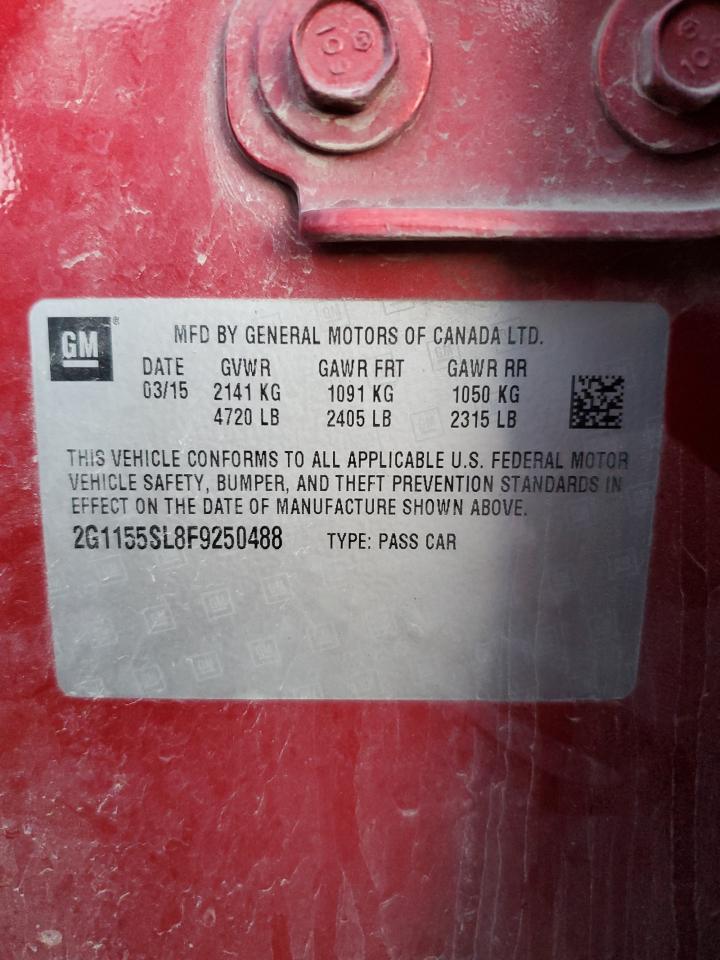 GM
MFD BY GENERAL MOTORS OF CANADA LTD.
DATE GVWR GAWR FRT GAWR RR
03/15 2141 KG 1091 KG 1050 KG
4720 LB 2405 LB 2315 LB
THIS VEHICLE CONFORMS TO ALL APPLICABLE U.S. FEDERAL MOTOR
VEHICLE SAFETY, BUMPER, AND THEFT PREVENTION STANDARDS IN
EFFECT ON THE DATE OF MANUFACTURE SHOWN ABOVE.
2G1155SL8F9250488 TYPE: PASS CAR